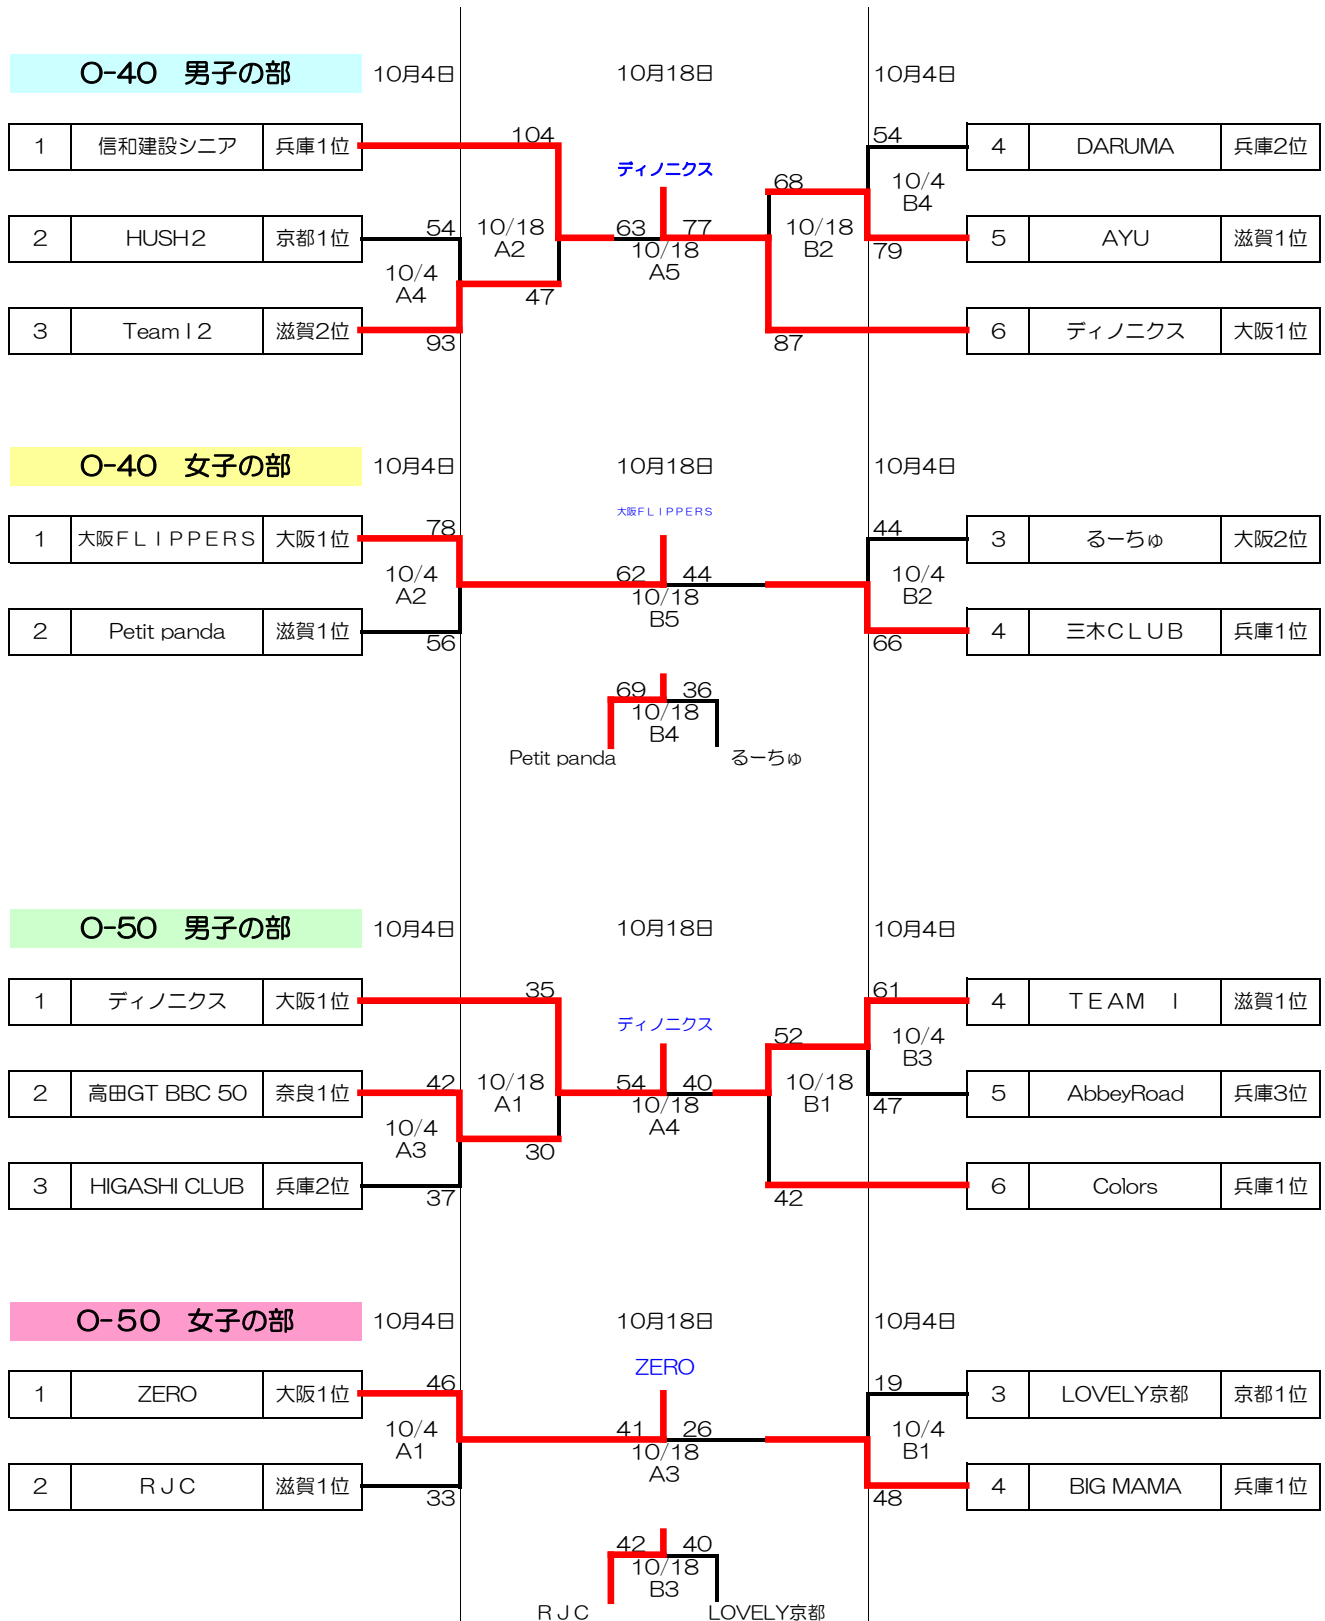 O-40　男子の部　10月4日　10月18日　10月4日
1　信和建設シニア　兵庫1位　104　54　4　DARUMA　兵庫2位
ディノニクス　68　10/4
B4
2　HUSH2　京都1位　54　10/18　63　77　10/18　5　AYU　滋賀1位
A2　10/18　B2　79
10/4　A5
A4　47
3　Team I 2　滋賀2位　93　87　6　ディノニクス　大阪1位
O-40　女子の部　10月4日　10月18日　10月4日
大阪FLIPPERS
1　大阪FLIPPERS　大阪1位　78　44　3　るーちゅ　大阪2位
10/4　62　44　10/4
A2　10/18　B2
B5
2　Petit panda　滋賀1位　56　66　4　三木CLUB　兵庫1位
69　36
10/18
B4
Petit panda　るーちゅ
O-50　男子の部　10月4日　10月18日　10月4日
1　ディノニクス　大阪1位　35　61　4　TEAM　I　滋賀1位
ディノニクス　52　10/4
B3
2　高田GT BBC 50　奈良1位　42　10/18　54　40　10/18　5　AbbeyRoad　兵庫3位
A1　10/18　B1　47
10/4　A4
A3　30
3　HIGASHI CLUB　兵庫2位　37　42　6　Colors　兵庫1位
O-50　女子の部　10月4日　10月18日　10月4日
ZERO
1　ZERO　大阪1位　46　19　3　LOVELY京都　京都1位
10/4　41　26　10/4
A1　10/18　B1
A3
2　RJC　滋賀1位　33　48　4　BIG MAMA　兵庫1位
42　40
10/18
B3
RJC　LOVELY京都